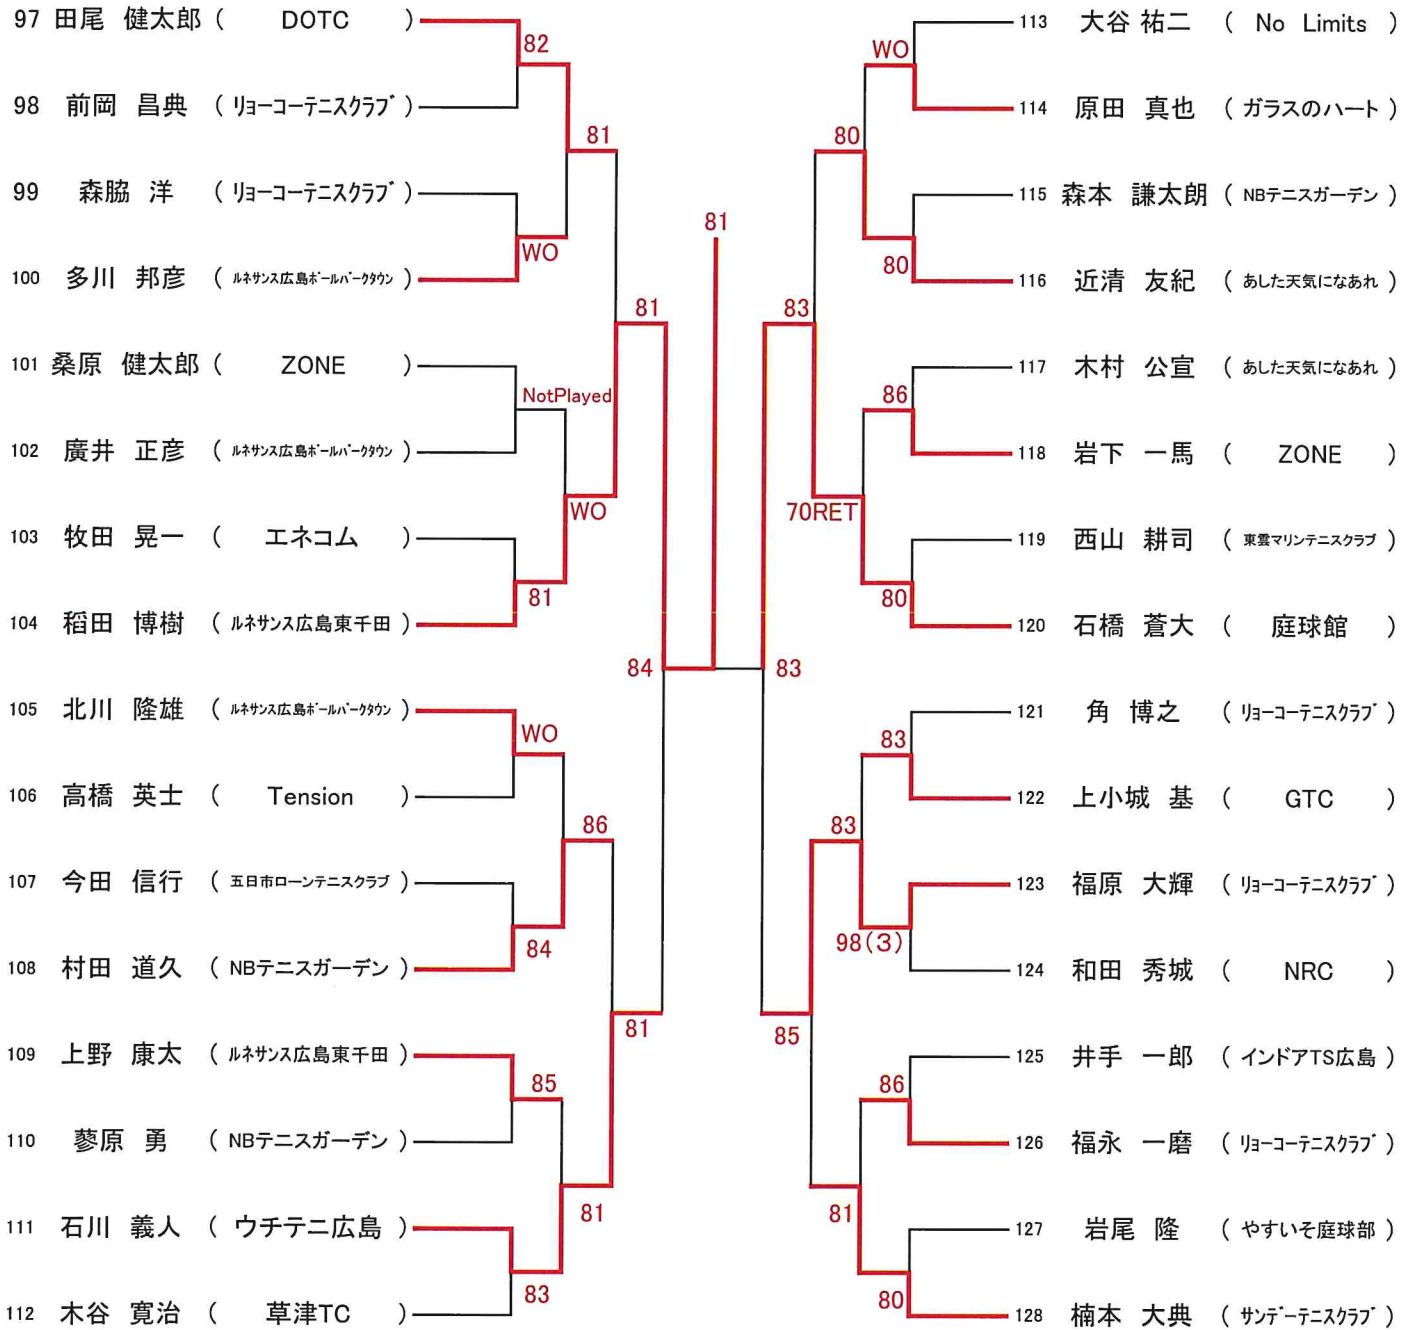 97 田尾 健太郎 ( DOTC )
82
98 前岡 昌典 ( リョーコーテニスクラブ )
81
99 森脇 洋 ( リョーコーテニスクラブ )
WO
100 多川 邦彦 ( ルネサンス広島ボールパークタウン )
81
101 桑原 健太郎 ( ZONE )
NotPlayed
102 廣井 正彦 ( ルネサンス広島ボールパークタウン )
WO
103 牧田 晃一 ( エネコム )
81
104 稲田 博樹 ( ルネサンス広島東千田 )
84
105 北川 隆雄 ( ルネサンス広島ボールパークタウン )
WO
106 高橋 英士 ( Tension )
86
107 今田 信行 ( 五日市ローンテニスクラブ )
84
108 村田 道久 ( NBテニスガーデン )
81
109 上野 康太 ( ルネサンス広島東千田 )
85
110 蓼原 勇 ( NBテニスガーデン )
81
111 石川 義人 ( ウチテニ広島 )
83
112 木谷 寛治 ( 草津TC )
81
113 大谷 祐二 ( No Limits )
WO
114 原田 真也 ( ガラスのハート )
80
115 森本 謙太朗 ( NBテニスガーデン )
80
116 近清 友紀 ( あした天気になあれ )
83
117 木村 公宣 ( あした天気になあれ )
86
118 岩下 一馬 ( ZONE )
70RET
119 西山 耕司 ( 東雲マリンテニスクラブ )
80
120 石橋 蒼大 ( 庭球館 )
83
121 角 博之 ( リョーコーテニスクラブ )
83
122 上小城 基 ( GTC )
83
123 福原 大輝 ( リョーコーテニスクラブ )
98(3)
124 和田 秀城 ( NRC )
85
125 井手 一郎 ( インドアTS広島 )
86
126 福永 一磨 ( リョーコーテニスクラブ )
81
127 岩尾 隆 ( やすいそ庭球部 )
80
128 楠本 大典 ( サンデーテニスクラブ )